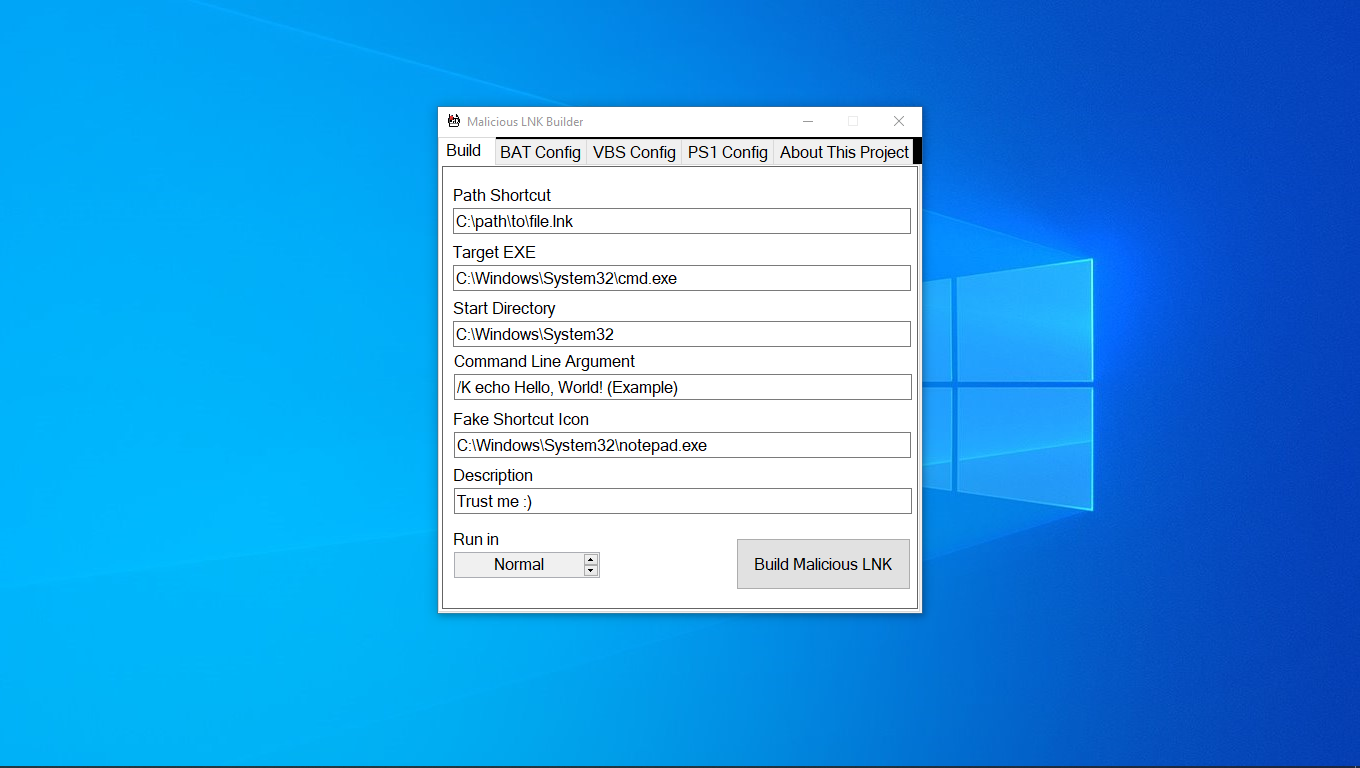 Malicious LNK Builder
Build BAT Config VBS Config PS1 Config About This Project
Path Shortcut
C:\path\to\file.lnk
Target EXE
C:\Windows\System32\cmd.exe
Start Directory
C:\Windows\System32
Command Line Argument
/K echo Hello, World! (Example)
Fake Shortcut Icon
C:\Windows\System32\notepad.exe
Description
Trust me :)
Run in
Normal
Build Malicious LNK